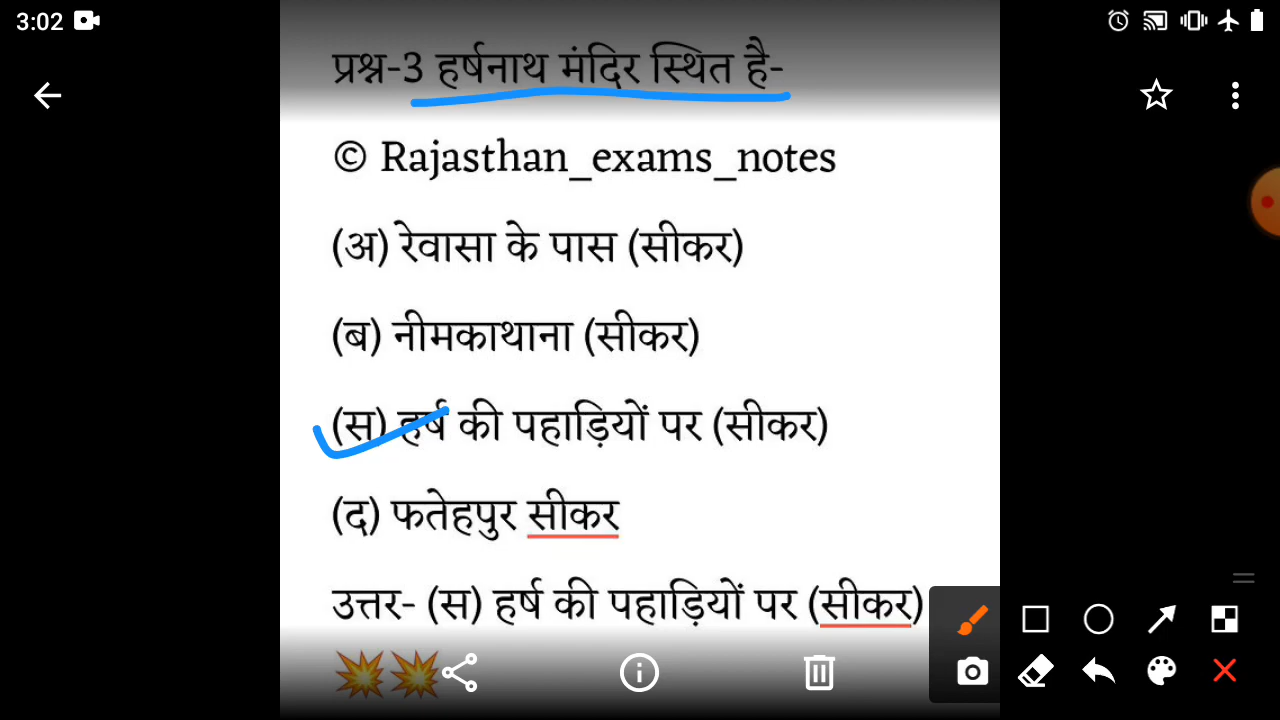 3:02
प्रश्न-3 हर्षनाथ मंदिर स्थित है-
© Rajasthan_exams_notes
(अ) रेवासा के पास (सीकर)
(ब) नीमकाथाना (सीकर)
(स) हर्ष की पहाड़ियों पर (सीकर)
(द) फतेहपुर सीकर
उत्तर- (स) हर्ष की पहाड़ियों पर (सीकर)